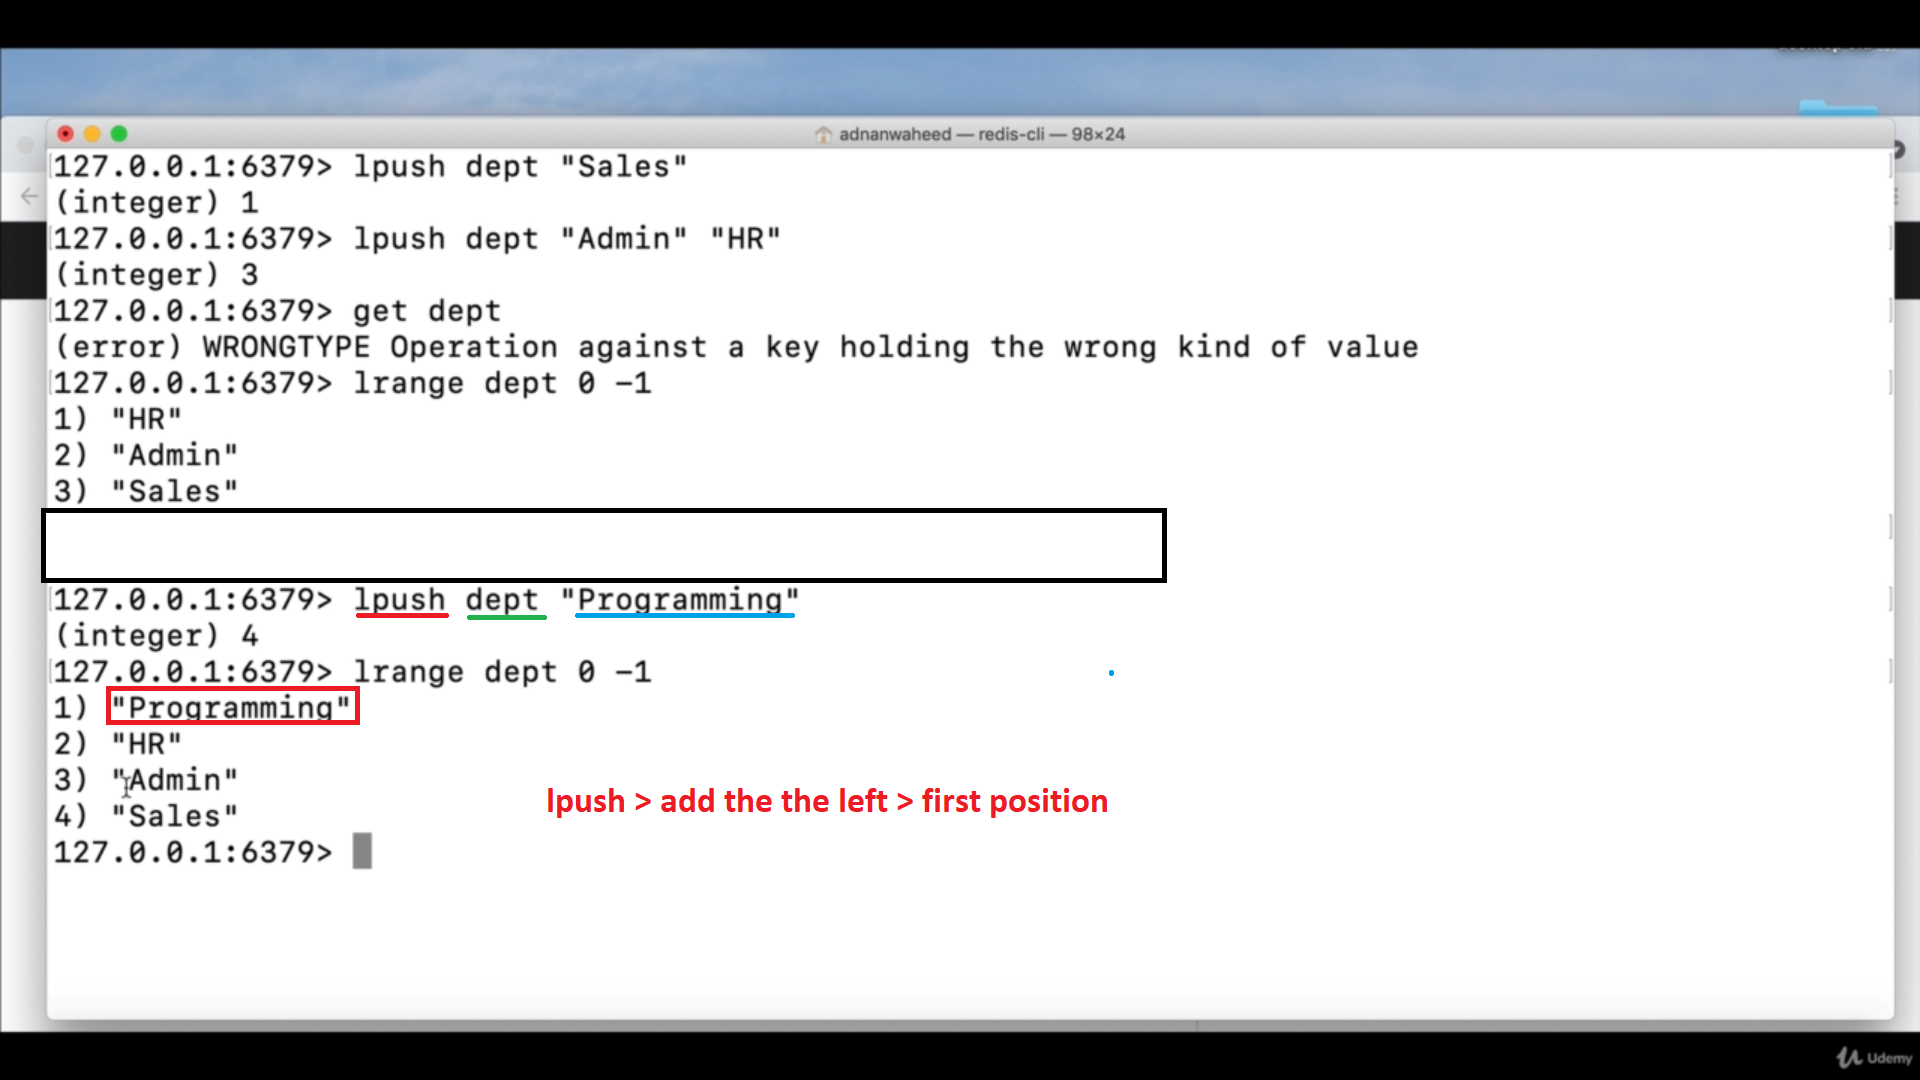 adnanwaheed — redis-cli — 98×24
127.0.0.1:6379> lpush dept "Sales"
(integer) 1
127.0.0.1:6379> lpush dept "Admin" "HR"
(integer) 3
127.0.0.1:6379> get dept
(error) WRONGTYPE Operation against a key holding the wrong kind of value
127.0.0.1:6379> lrange dept 0 -1
1) "HR"
2) "Admin"
3) "Sales"
127.0.0.1:6379> lpush dept "Programming"
(integer) 4
127.0.0.1:6379> lrange dept 0 -1
1) "Programming"
2) "HR"
3) "Admin"
4) "Sales"
lpush > add the the left > first position
127.0.0.1:6379>
Udemy